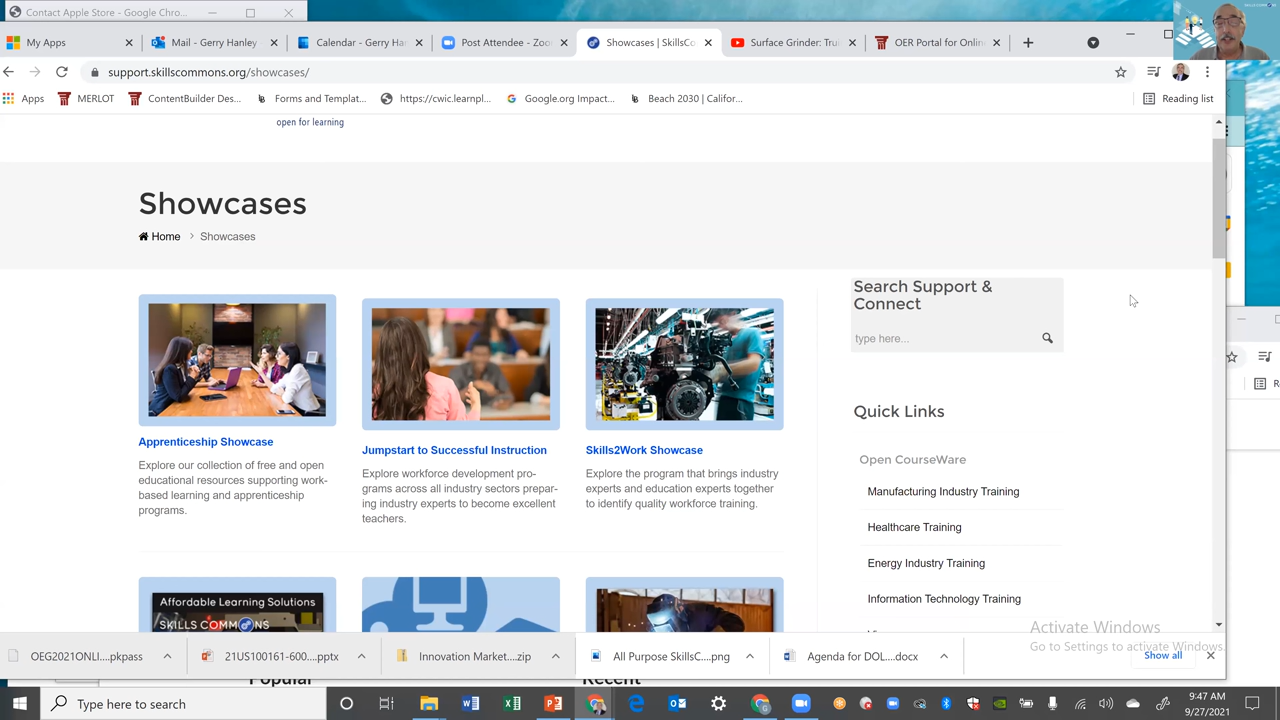 Contact Apple Store - Google Chro...
My Apps
Mail - Gerry Hanley
Calendar - Gerry Han
Post Attendee - Zoo
Showcases | SkillsCo
Surface Grinder: Tru
OER Portal for Onlin
support.skillscommons.org/showcases/
Apps
MERLOT
ContentBuilder Des...
Forms and Templat...
https://cwic.learnpl...
Google.org Impact...
Beach 2030 | Califor...
Reading list
open for learning
Showcases
Home > Showcases
Apprenticeship Showcase
Explore our collection of free and open
educational resources supporting work-
based learning and apprenticeship
programs.
Jumpstart to Successful Instruction
Explore workforce development pro-
grams across all industry sectors prepar-
ing industry experts to become excellent
teachers.
Skills2Work Showcase
Explore the program that brings industry
experts and education experts together
to identify quality workforce training.
Affordable Learning Solutions
SKILLS COMMONS
Search Support &
Connect
type here...
Quick Links
Open CourseWare
Manufacturing Industry Training
Healthcare Training
Energy Industry Training
Information Technology Training
Activate Windows
Go to Settings to activate Windows.
OEG2021ONLI....pkpass
21US100161-600....pptx
Innovation Market....zip
All Purpose SkillsC....png
Agenda for DOL....docx
Show all
Popular
Recent
Type here to search
9:47 AM
9/27/2021